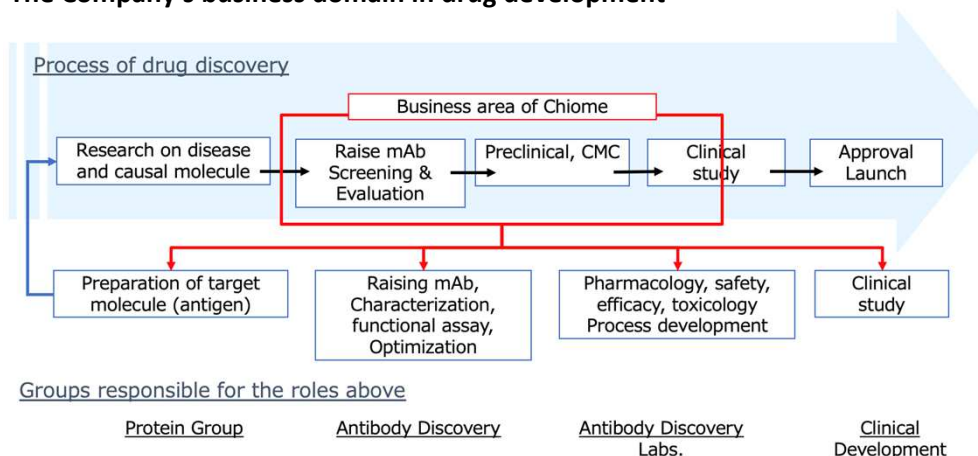 The Company's business domain in drug development
Process of drug discovery
Business area of Chiome
Research on disease
and causal molecule
Raise mAb
Screening &
Evaluation
Preclinical, CMC
Clinical
study
Approval
Launch
Preparation of target
molecule (antigen)
Raising mAb,
Characterization,
functional assay,
Optimization
Pharmacology, safety,
efficacy, toxicology
Process development
Clinical
study
Groups responsible for the roles above
Protein Group
Antibody Discovery
Antibody Discovery
Labs.
Clinical
Development